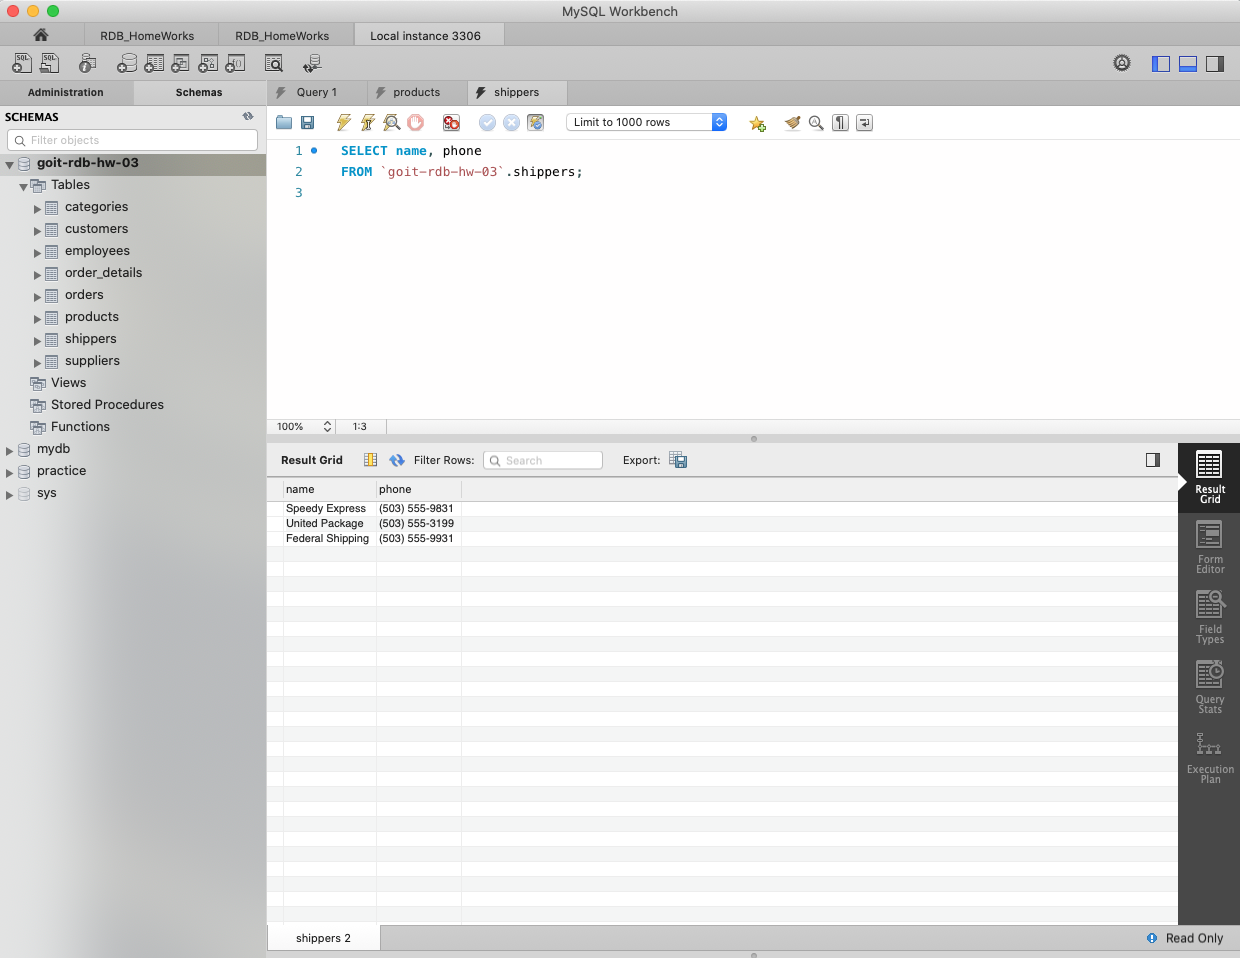 MySQL Workbench
RDB_HomeWorks
RDB_HomeWorks
Local instance 3306
SQL
SQL
Administration
Schemas
Query 1
products
shippers
SCHEMAS
Filter objects
goit-rdb-hw-03
Tables
categories
customers
employees
order_details
orders
products
shippers
suppliers
Views
Stored Procedures
Functions
mydb
practice
sys
Limit to 1000 rows
1 SELECT name, phone
2 FROM `goit-rdb-hw-03`.shippers;
3
100% 1:3
Result Grid Filter Rows: Search Export:
name phone
Speedy Express (503) 555-9831
United Package (503) 555-3199
Federal Shipping (503) 555-9931
Result
Grid
Form
Editor
Field
Types
Query
Stats
Execution
Plan
shippers 2
Read Only